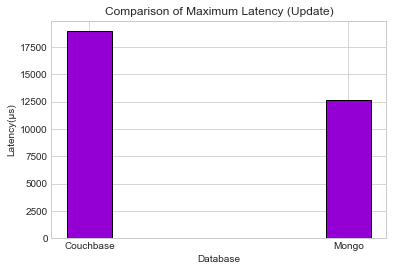 Comparison of Maximum Latency (Update)
17500
15000
12500
10000
7500
5000
2500
0
Latency(μs)
Couchbase Mongo
Database